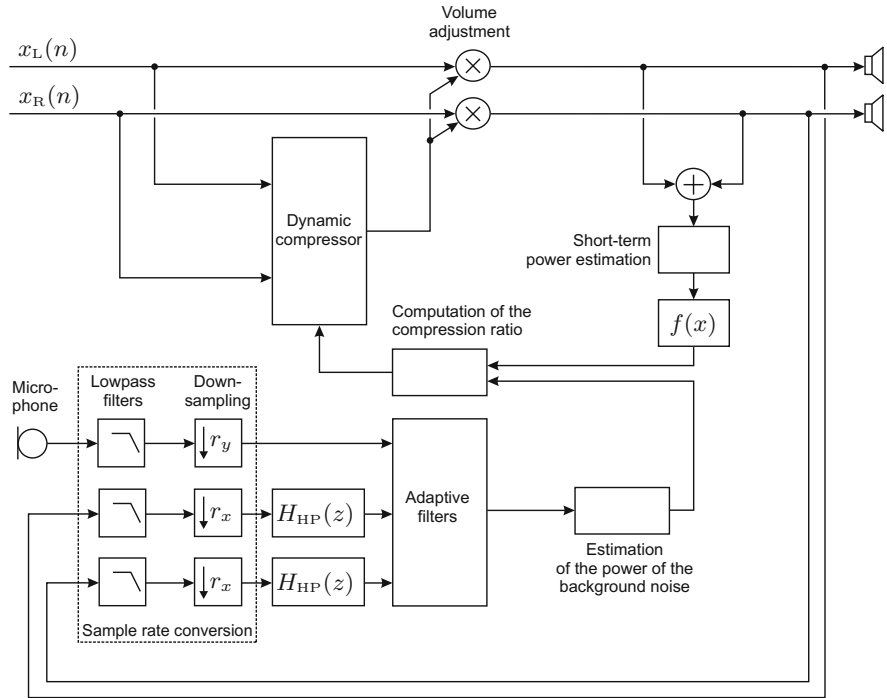 Volume
adjustment
x_L(n)
x_R(n)
×
×
+
Dynamic
compressor
Short-term
power estimation
f(x)
Computation of the
compression ratio
Micro-
phone
Lowpass
filters
Down-
sampling
↓ r_y
↓ r_x
H_HP(z)
↓ r_x
H_HP(z)
Adaptive
filters
Estimation
of the power of the
background noise
Sample rate conversion